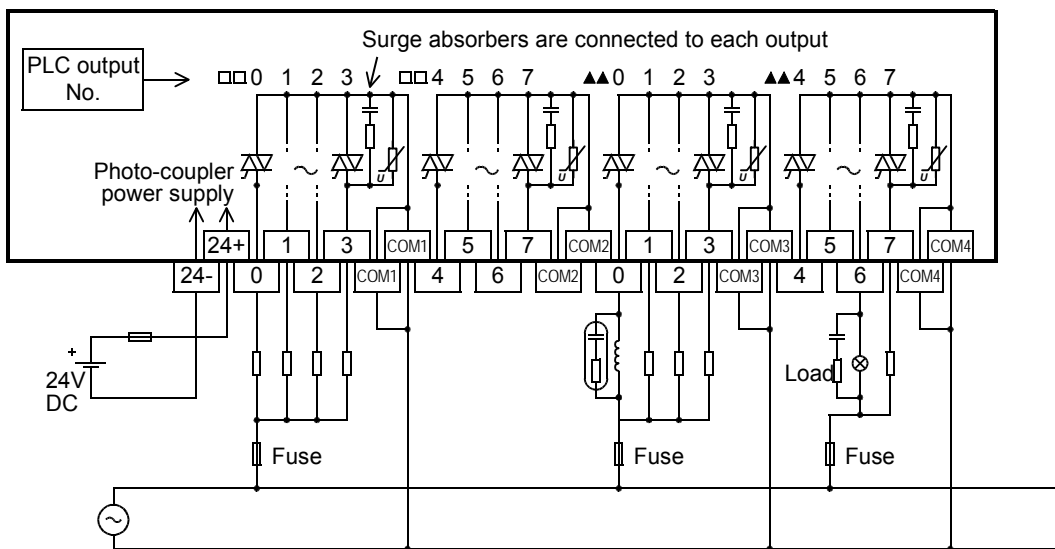 Surge absorbers are connected to each output
PLC output
No.
□□ 0 1 2 3 □□ 4 5 6 7 ▲▲ 0 1 2 3 ▲▲ 4 5 6 7
U U U U
Photo-coupler
power supply
24+ 1 3 COM1 5 7 COM2 1 3 COM3 5 7 COM4
24- 0 2 COM1 4 6 COM2 0 2 COM3 4 6 COM4
+
24V
DC
Load
Fuse Fuse Fuse